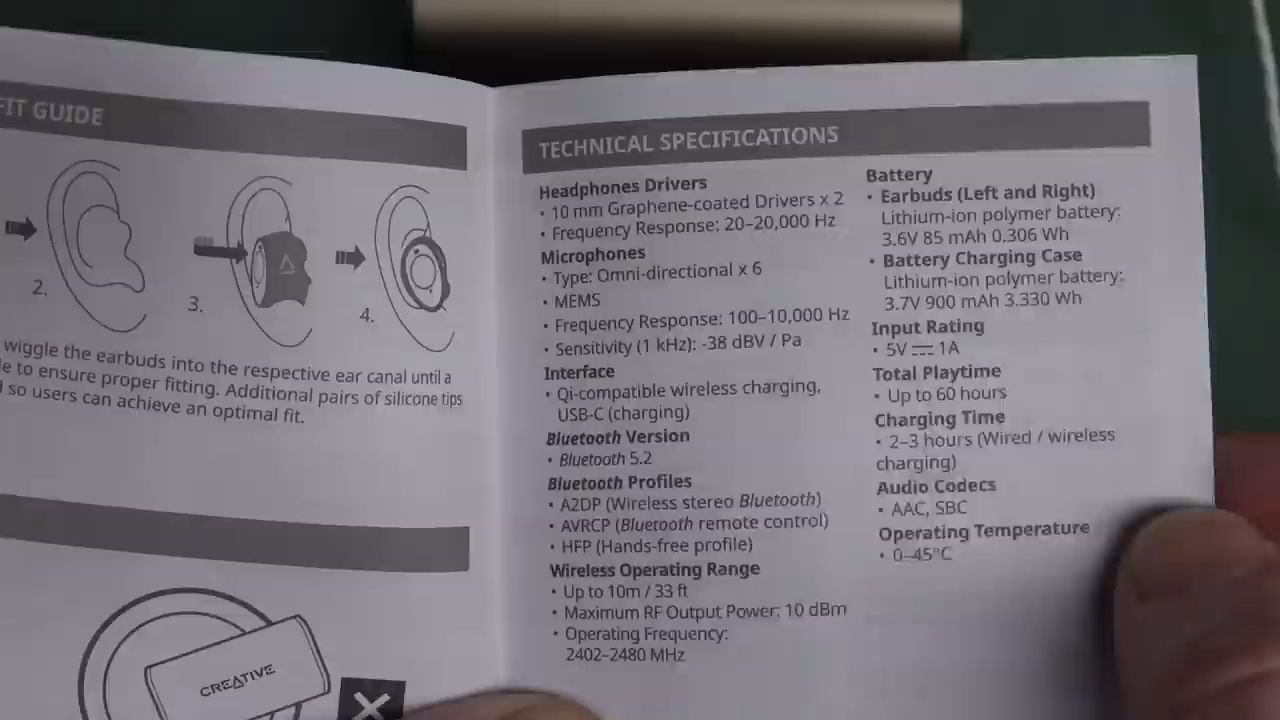 FIT GUIDE
2.
3.
4.
wiggle the earbuds into the respective ear canal until a
to ensure proper fitting. Additional pairs of silicone tips
so users can achieve an optimal fit.
CREATIVE
TECHNICAL SPECIFICATIONS
Headphones Drivers
• 10 mm Graphene-coated Drivers x 2
• Frequency Response: 20–20,000 Hz
Microphones
• Type: Omni-directional x 6
• MEMS
• Frequency Response: 100–10,000 Hz
• Sensitivity (1 kHz): -38 dBV / Pa
Interface
• Qi-compatible wireless charging,
USB-C (charging)
Bluetooth Version
• Bluetooth 5.2
Bluetooth Profiles
• A2DP (Wireless stereo Bluetooth)
• AVRCP (Bluetooth remote control)
• HFP (Hands-free profile)
Wireless Operating Range
• Up to 10m / 33 ft
• Maximum RF Output Power: 10 dBm
• Operating Frequency:
2402–2480 MHz
Battery
• Earbuds (Left and Right)
Lithium-ion polymer battery:
3.6V 85 mAh 0.306 Wh
• Battery Charging Case
Lithium-ion polymer battery:
3.7V 900 mAh 3.330 Wh
Input Rating
• 5V ⎓ 1A
Total Playtime
• Up to 60 hours
Charging Time
• 2–3 hours (Wired / wireless
charging)
Audio Codecs
• AAC, SBC
Operating Temperature
• 0–45°C